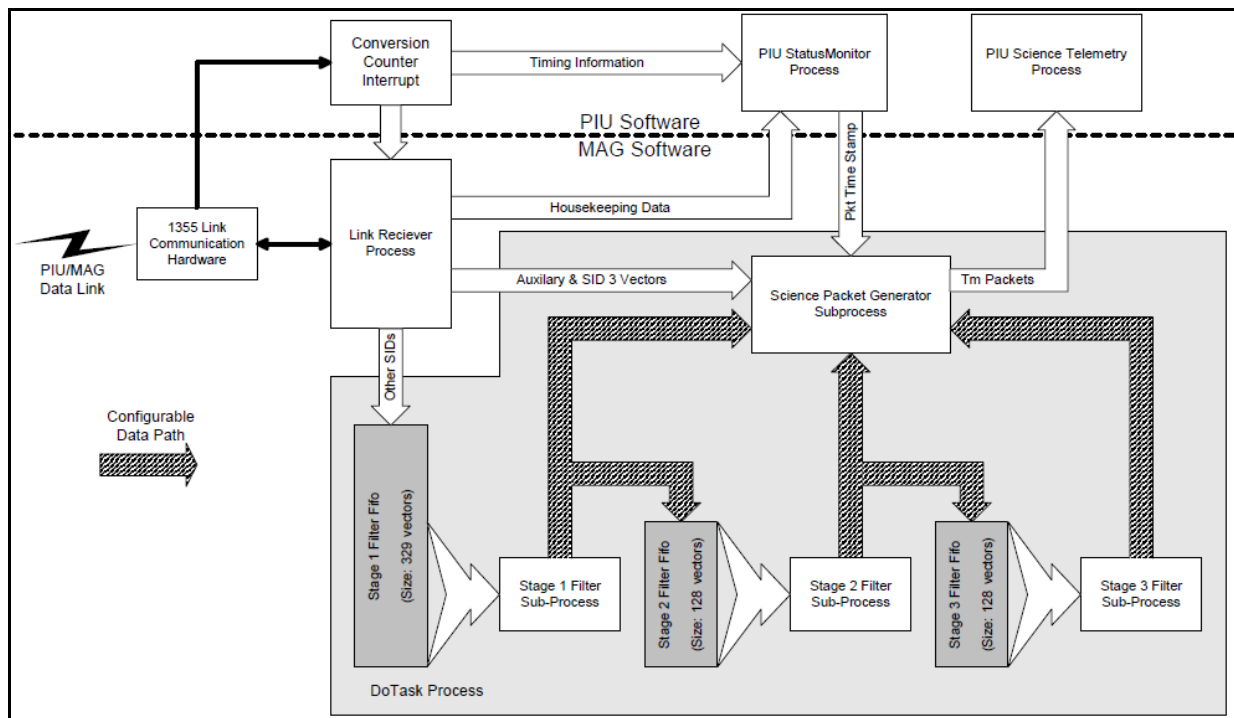 Conversion
Counter
Interrupt
Timing Information
PIU StatusMonitor
Process
PIU Science Telemetry
Process
PIU Software
MAG Software
Pkt Time Stamp
1355 Link
Communication
Hardware
PIU/MAG
Data Link
Link Reciever
Process
Housekeeping Data
Auxilary & SID 3 Vectors
Science Packet Generator
Subprocess
Tm Packets
Other SIDs
Configurable
Data Path
Stage 1 Filter Fifo
(Size: 329 vectors)
Stage 1 Filter
Sub-Process
Stage 2 Filter Fifo
(Size: 128 vectors)
Stage 2 Filter
Sub-Process
Stage 3 Filter Fifo
(Size: 128 vectors)
Stage 3 Filter
Sub-Process
DoTask Process